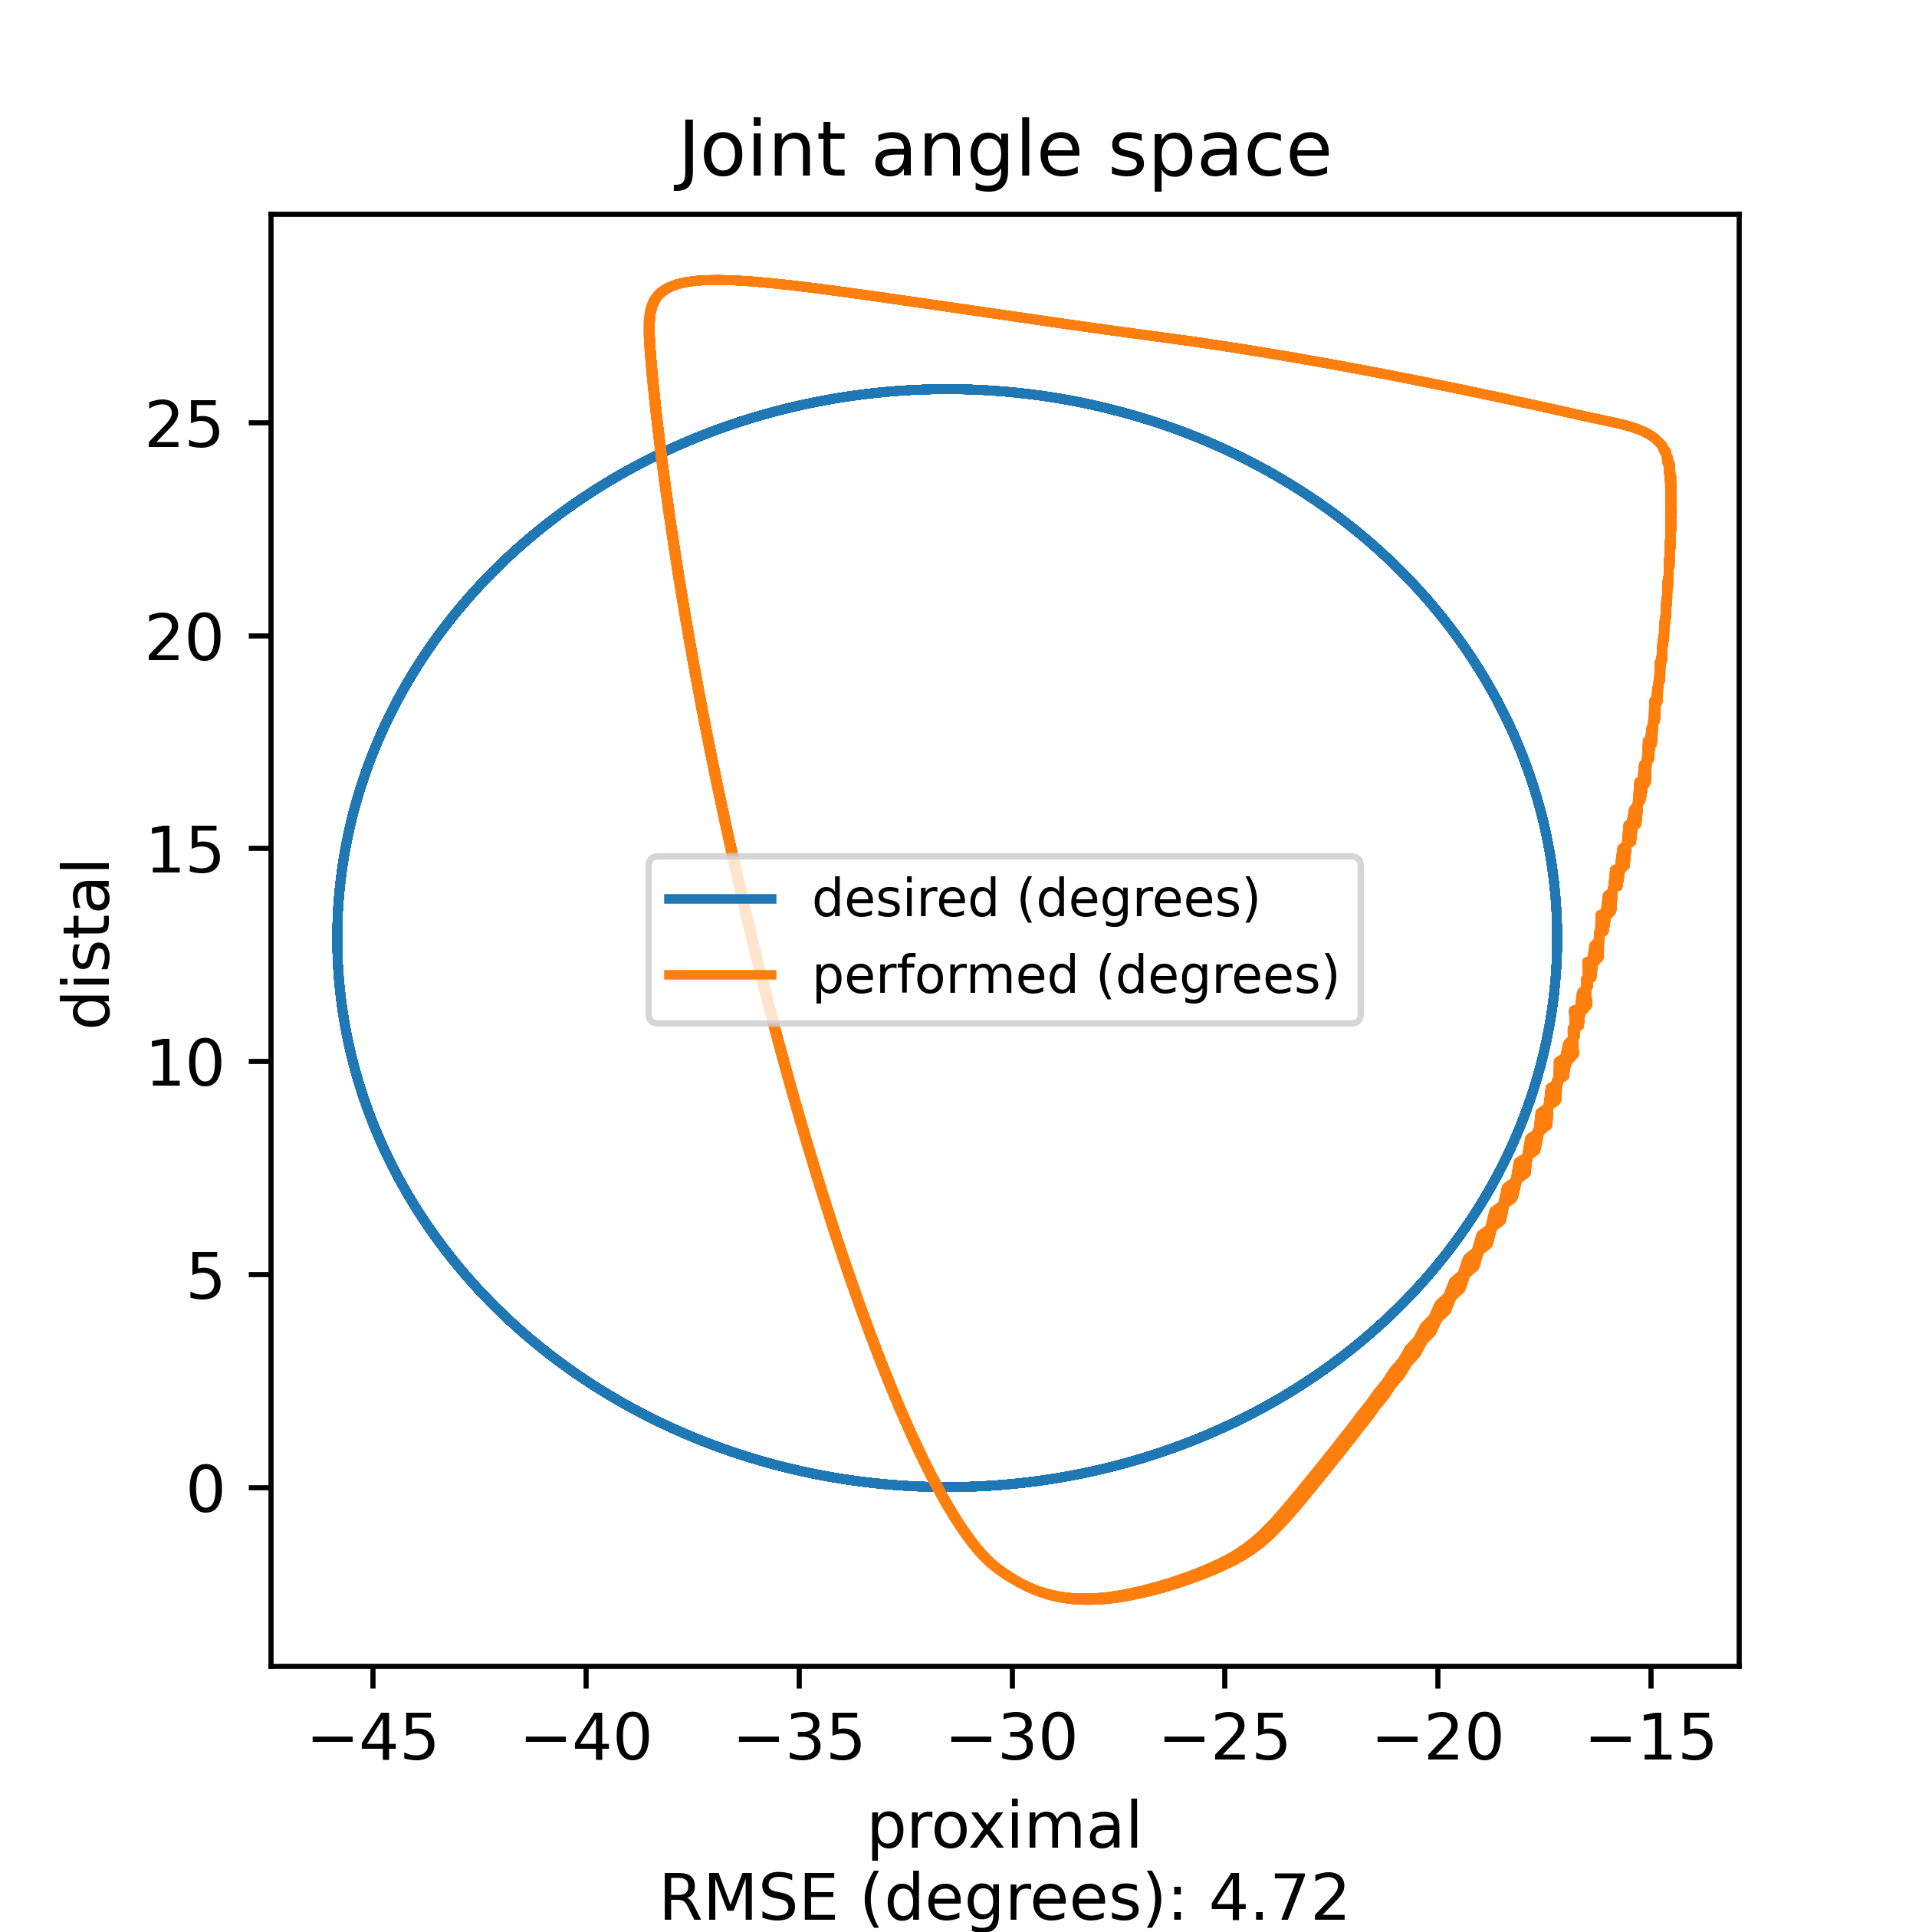 Joint angle space
distal
25
20
15
10
5
0
desired (degrees)
performed (degrees)
−45 −40 −35 −30 −25 −20 −15
proximal
RMSE (degrees): 4.72